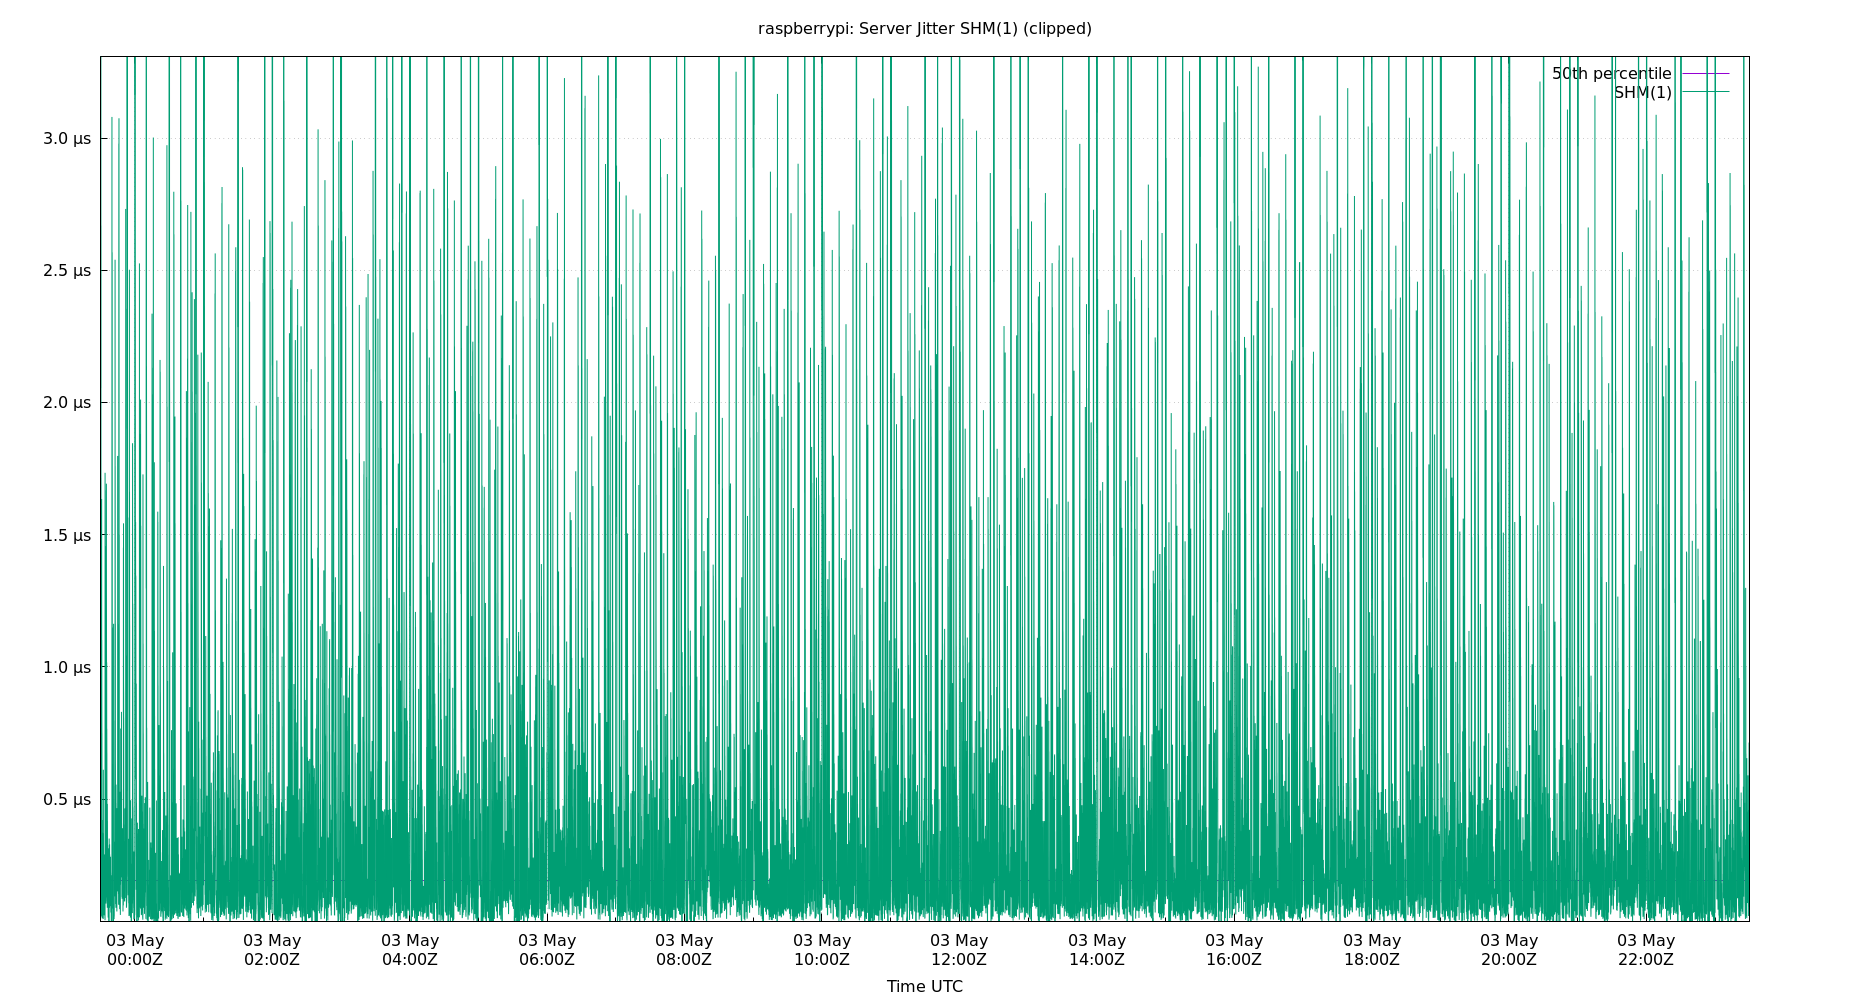 raspberrypi: Server Jitter SHM(1) (clipped)
50th percentile
SHM(1)
3.0 µs
2.5 µs
2.0 µs
1.5 µs
1.0 µs
0.5 µs
03 May 03 May 03 May 03 May 03 May 03 May 03 May 03 May 03 May 03 May 03 May 03 May
00:00Z 02:00Z 04:00Z 06:00Z 08:00Z 10:00Z 12:00Z 14:00Z 16:00Z 18:00Z 20:00Z 22:00Z
Time UTC